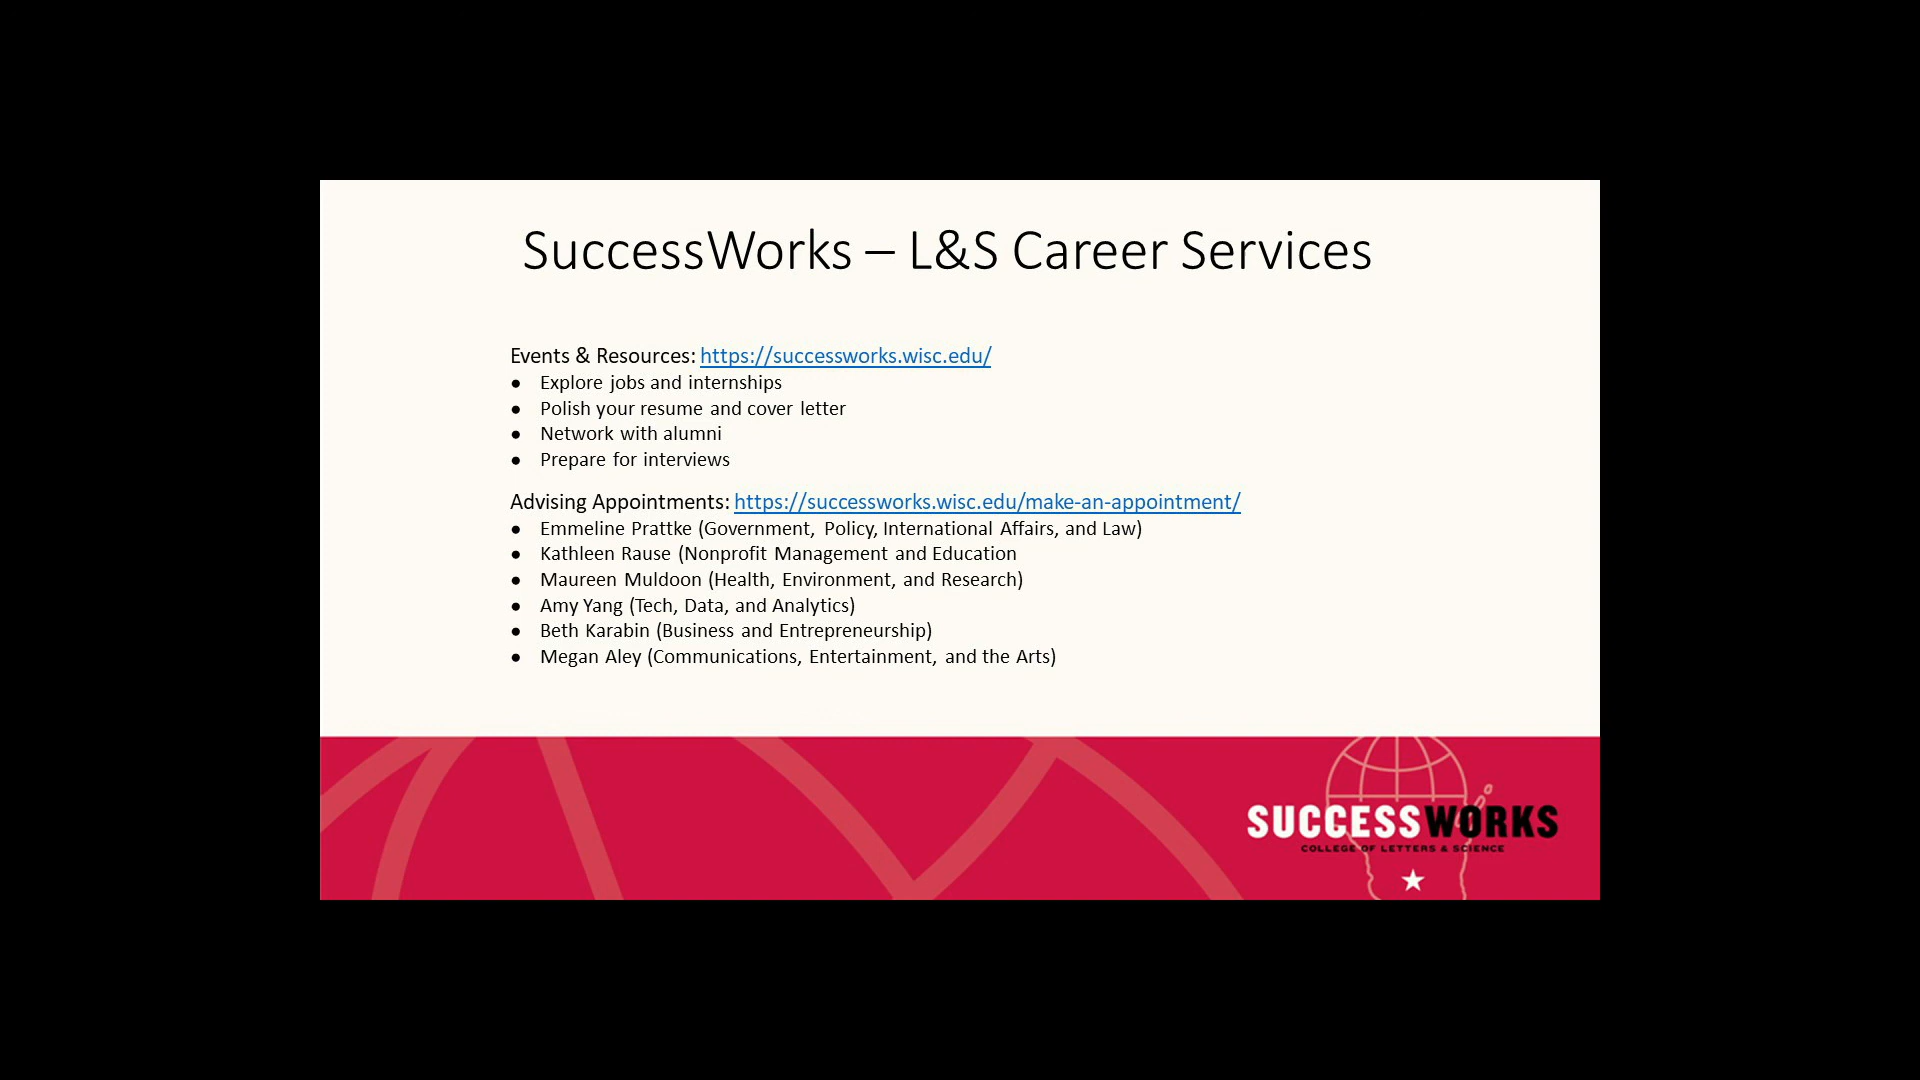 SuccessWorks – L&S Career Services
Events & Resources: https://successworks.wisc.edu/
● Explore jobs and internships
● Polish your resume and cover letter
● Network with alumni
● Prepare for interviews
Advising Appointments: https://successworks.wisc.edu/make-an-appointment/
● Emmeline Prattke (Government, Policy, International Affairs, and Law)
● Kathleen Rause (Nonprofit Management and Education
● Maureen Muldoon (Health, Environment, and Research)
● Amy Yang (Tech, Data, and Analytics)
● Beth Karabin (Business and Entrepreneurship)
● Megan Aley (Communications, Entertainment, and the Arts)
SUCCESSWORKS
COLLEGE OF LETTERS & SCIENCE